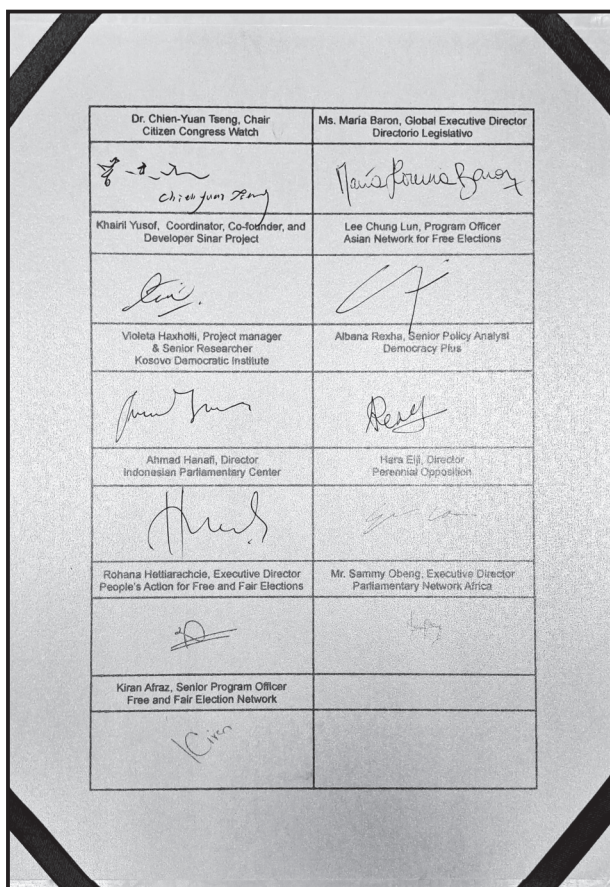 Dr. Chien-Yuan Tseng, Chair
Citizen Congress Watch
Ms. María Baron, Global Executive Director
Directorio Legislativo
Chien yuan Tseng
María Lorena Baron
Khairil Yusof, Coordinator, Co-founder, and
Developer Sinar Project
Lee Chung Lun, Program Officer
Asian Network for Free Elections
Violeta Haxholli, Project manager
& Senior Researcher
Kosovo Democratic Institute
Albana Rexha, Senior Policy Analyst
Democracy Plus
Ahmad Hanafi, Director
Indonesian Parliamentary Center
Hara Eiji, Director
Perennial Opposition
Rohana Hettiarachcie, Executive Director
People's Action for Free and Fair Elections
Mr. Sammy Obeng, Executive Director
Parliamentary Network Africa
Kiran Afraz, Senior Program Officer
Free and Fair Election Network
Kiran